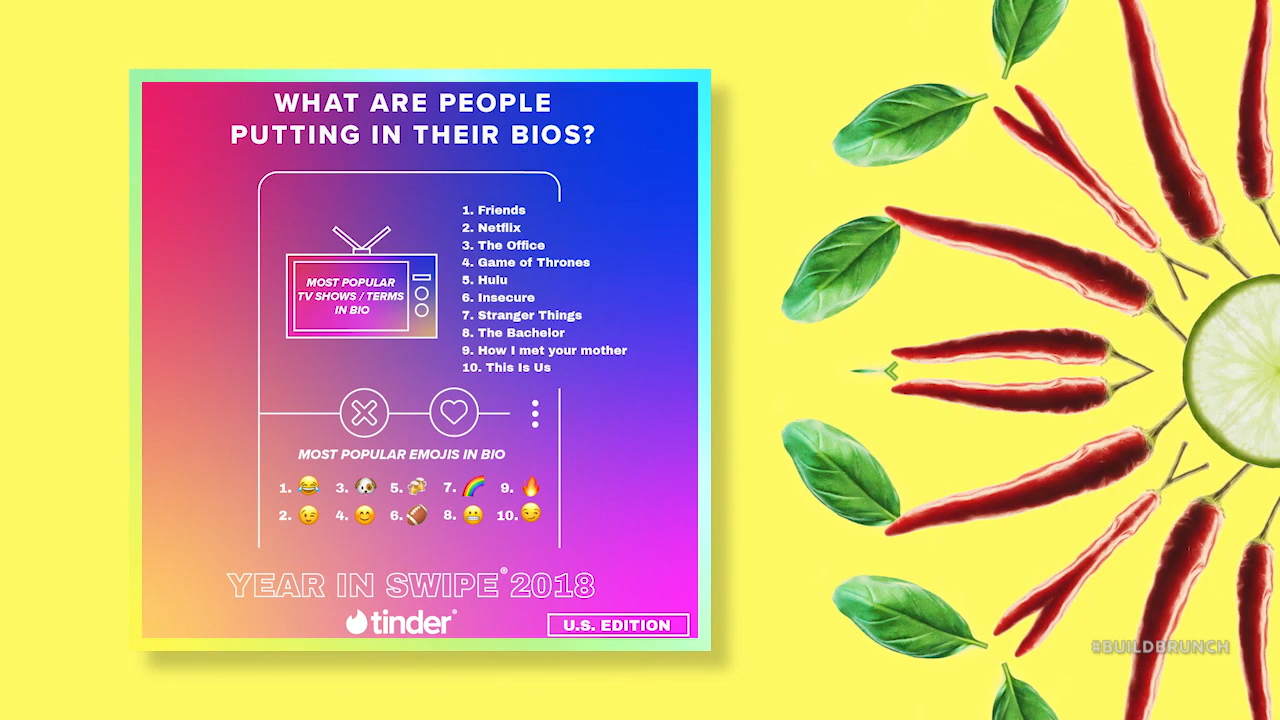 WHAT ARE PEOPLE
PUTTING IN THEIR BIOS?
MOST POPULAR
TV SHOWS / TERMS
IN BIO
1. Friends
2. Netflix
3. The Office
4. Game of Thrones
5. Hulu
6. Insecure
7. Stranger Things
8. The Bachelor
9. How I met your mother
10. This Is Us
MOST POPULAR EMOJIS IN BIO
1. 😂 3. 🐶 5. 🍻 7. 🌈 9. 🔥
2. 😉 4. 😊 6. 🏈 8. 😬 10. 😏
YEAR IN SWIPE® 2018
tinder®
U.S. EDITION
#BUILDBRUNCH